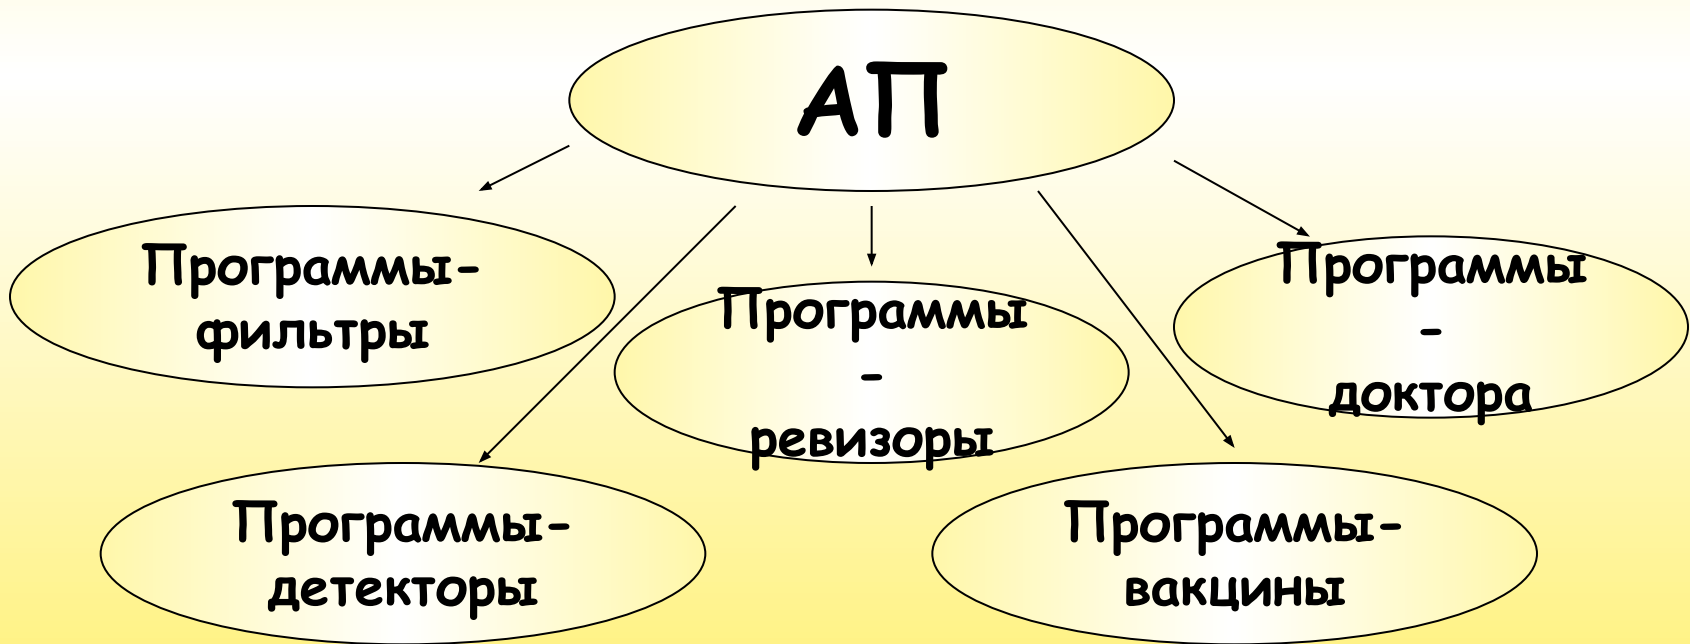 АП
Программы-
фильтры
Программы
-
ревизоры
Программы
-
доктора
Программы-
детекторы
Программы-
вакцины